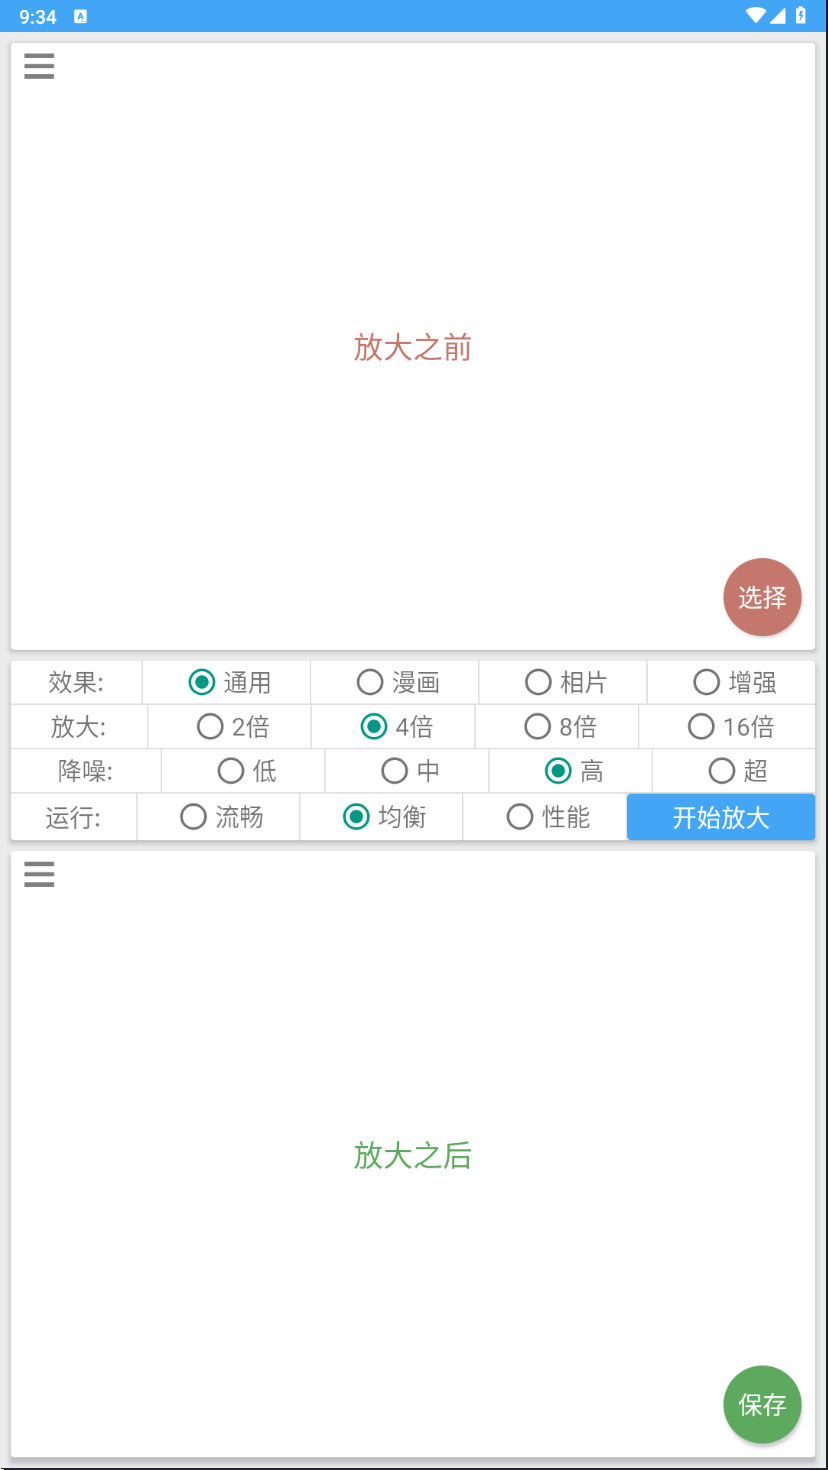 9:34
放大之前
选择
效果: 通用 漫画 相片 增强
放大: 2倍 4倍 8倍 16倍
降噪: 低 中 高 超
运行: 流畅 均衡 性能 开始放大
放大之后
保存